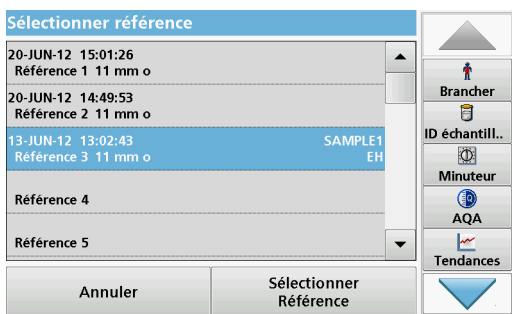 Sélectionner référence
20-JUN-12 15:01:26
Référence 1 11 mm o
20-JUN-12 14:49:53
Référence 2 11 mm o
13-JUN-12 13:02:43 SAMPLE1
Référence 3 11 mm o EH
Référence 4
Référence 5
Annuler
Sélectionner
Référence
Brancher
ID échantill..
Minuteur
AQA
Tendances